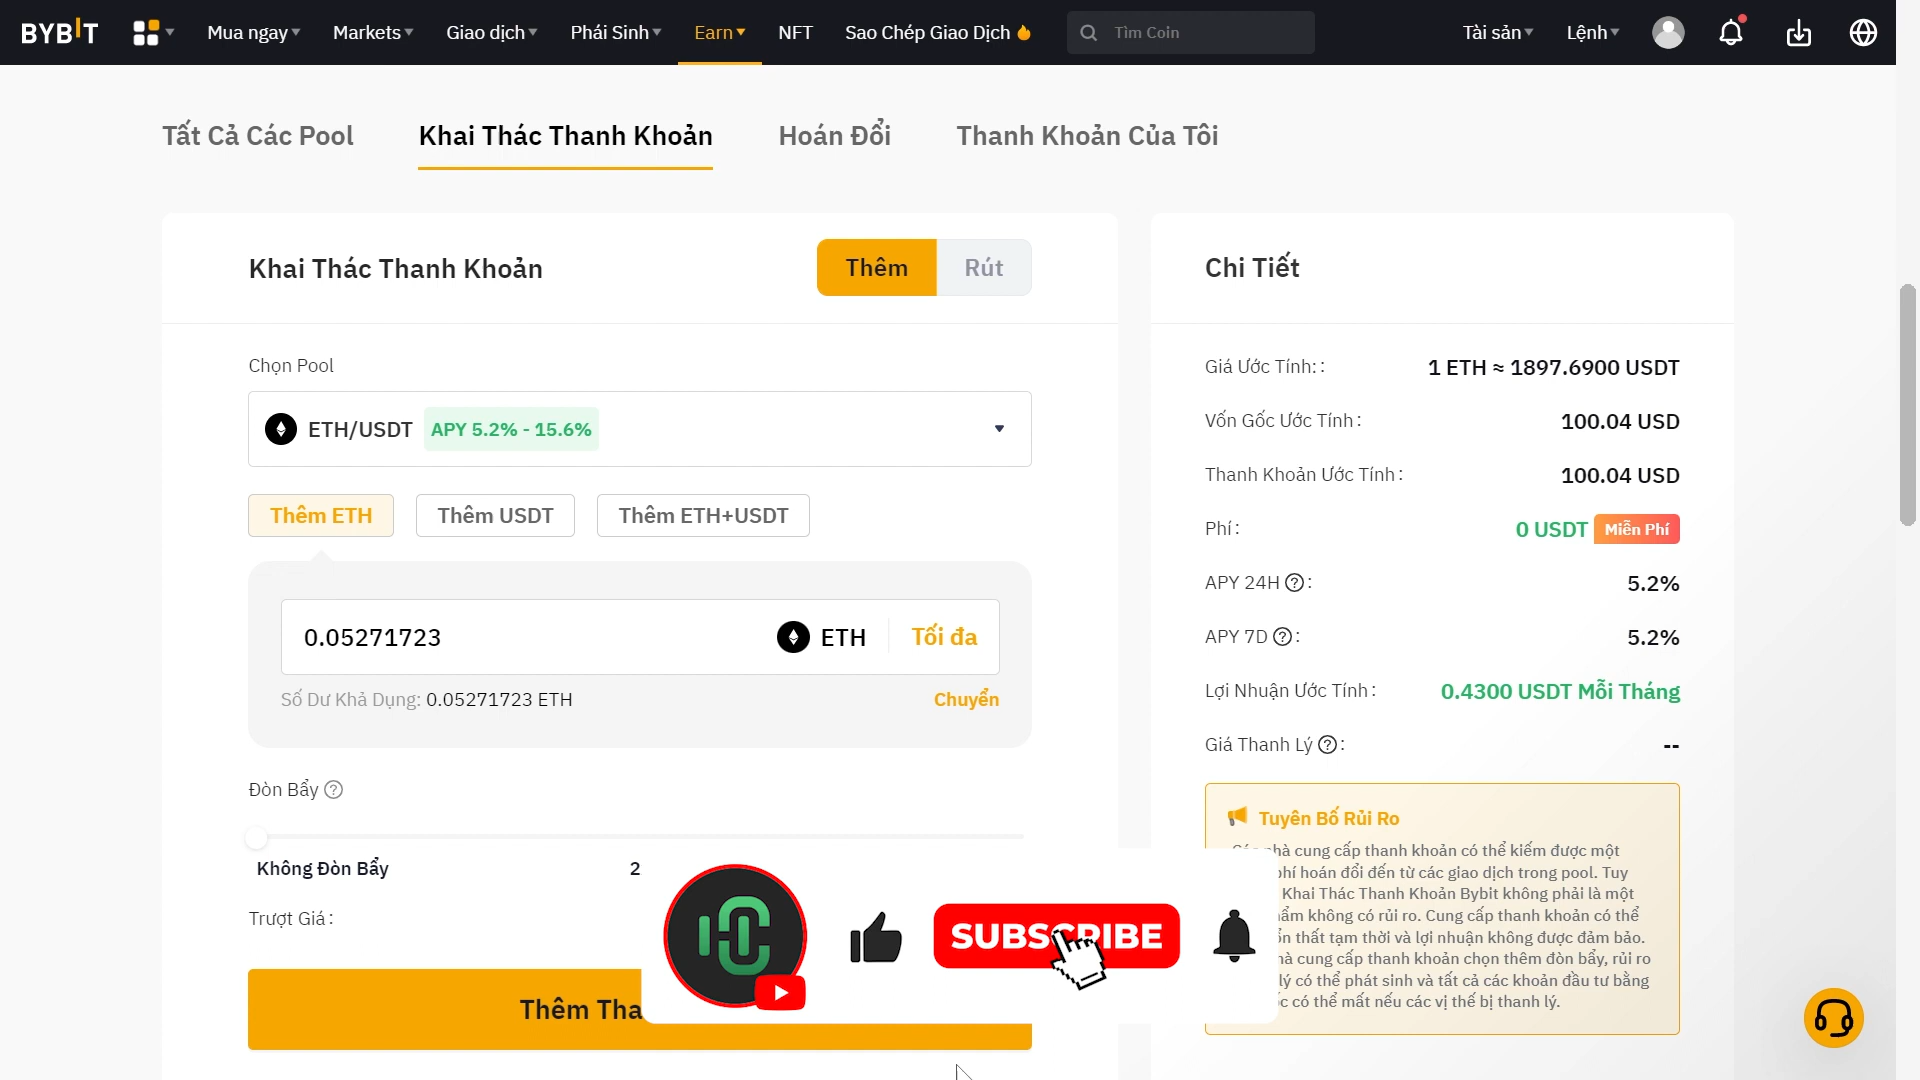 BYBIT
Mua ngay
Markets
Giao dịch
Phái Sinh
Earn
NFT
Sao Chép Giao Dịch
Tìm Coin
Tài sản
Lệnh
Tất Cả Các Pool
Khai Thác Thanh Khoản
Hoán Đổi
Thanh Khoản Của Tôi
Khai Thác Thanh Khoản
Thêm
Rút
Chọn Pool
ETH/USDT APY 5.2% - 15.6%
Thêm ETH
Thêm USDT
Thêm ETH+USDT
0.05271723
ETH
Tối đa
Số Dư Khả Dụng: 0.05271723 ETH
Chuyển
Đòn Bẩy
Không Đòn Bẩy
2
Trượt Giá:
Thêm
SUBSCRIBE
Chi Tiết
Giá Ước Tính:: 1 ETH ≈ 1897.6900 USDT
Vốn Gốc Ước Tính: 100.04 USD
Thanh Khoản Ước Tính: 100.04 USD
Phí: 0 USDT Miễn Phí
APY 24H ?: 5.2%
APY 7D ?: 5.2%
Lợi Nhuận Ước Tính: 0.4300 USDT Mỗi Tháng
Giá Thanh Lý ?: --
Tuyên Bố Rủi Ro
nhà cung cấp thanh khoản có thể kiếm được một
phí hoán đổi đến từ các giao dịch trong pool. Tuy
Khai Thác Thanh Khoản Bybit không phải là một
không có rủi ro. Cung cấp thanh khoản có thể
thất tạm thời và lợi nhuận không được đảm bảo.
cung cấp thanh khoản chọn thêm đòn bẩy, rủi ro
lý có thể phát sinh và tất cả các khoản đầu tư bằng
có thể mất nếu các vị thế bị thanh lý.